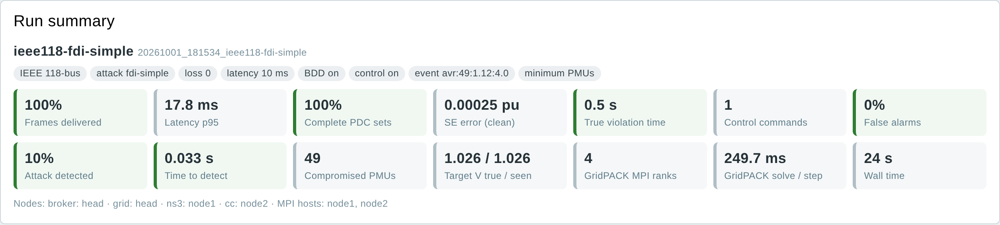 Run summary
ieee118-fdi-simple 20261001_181534_ieee118-fdi-simple
IEEE 118-bus attack fdi-simple loss 0 latency 10 ms BDD on control on event avr:49:1.12:4.0 minimum PMUs
100% 17.8 ms 100% 0.00025 pu 0.5 s 1 0%
Frames delivered Latency p95 Complete PDC sets SE error (clean) True violation time Control commands False alarms
10% 0.033 s 49 1.026 / 1.026 4 249.7 ms 24 s
Attack detected Time to detect Compromised PMUs Target V true / seen GridPACK MPI ranks GridPACK solve / step Wall time
Nodes: broker: head · grid: head · ns3: node1 · cc: node2 · MPI hosts: node1, node2